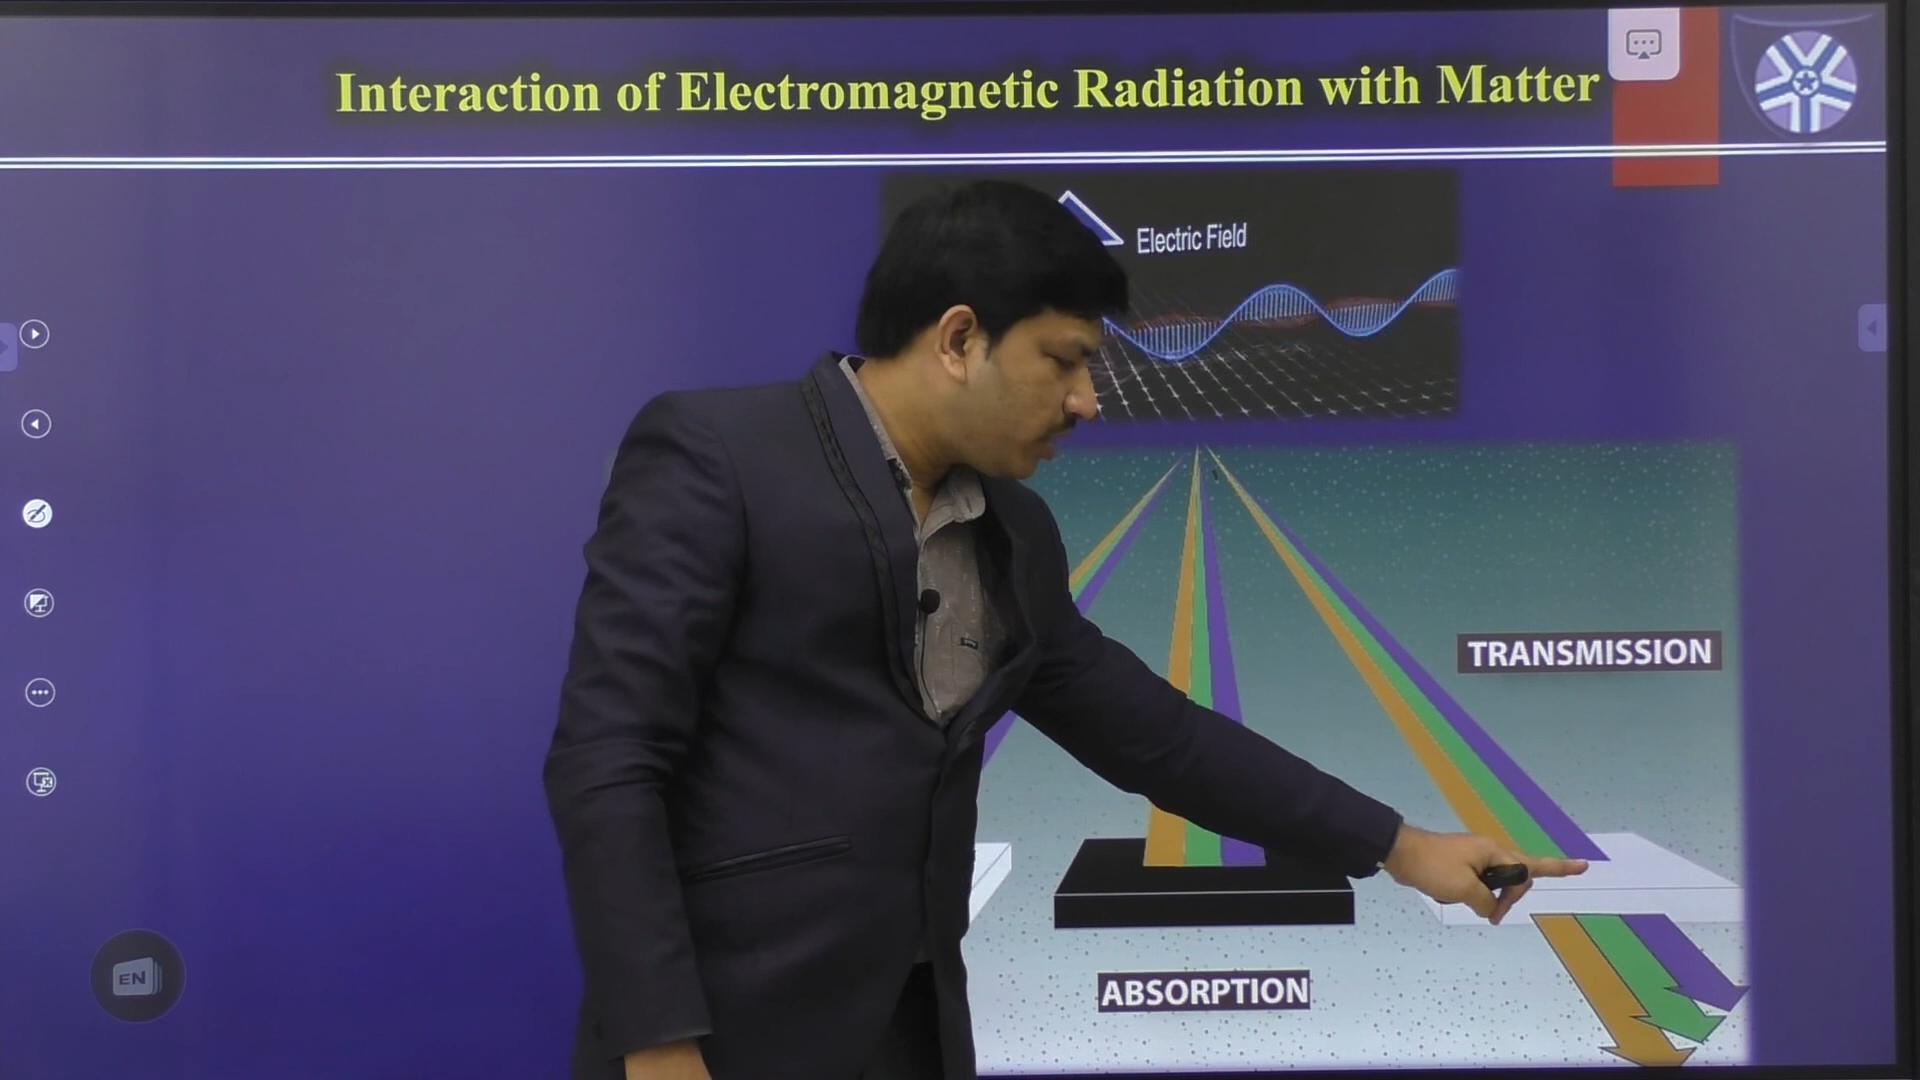 Interaction of Electromagnetic Radiation with Matter
Electric Field
TRANSMISSION
ABSORPTION
EN